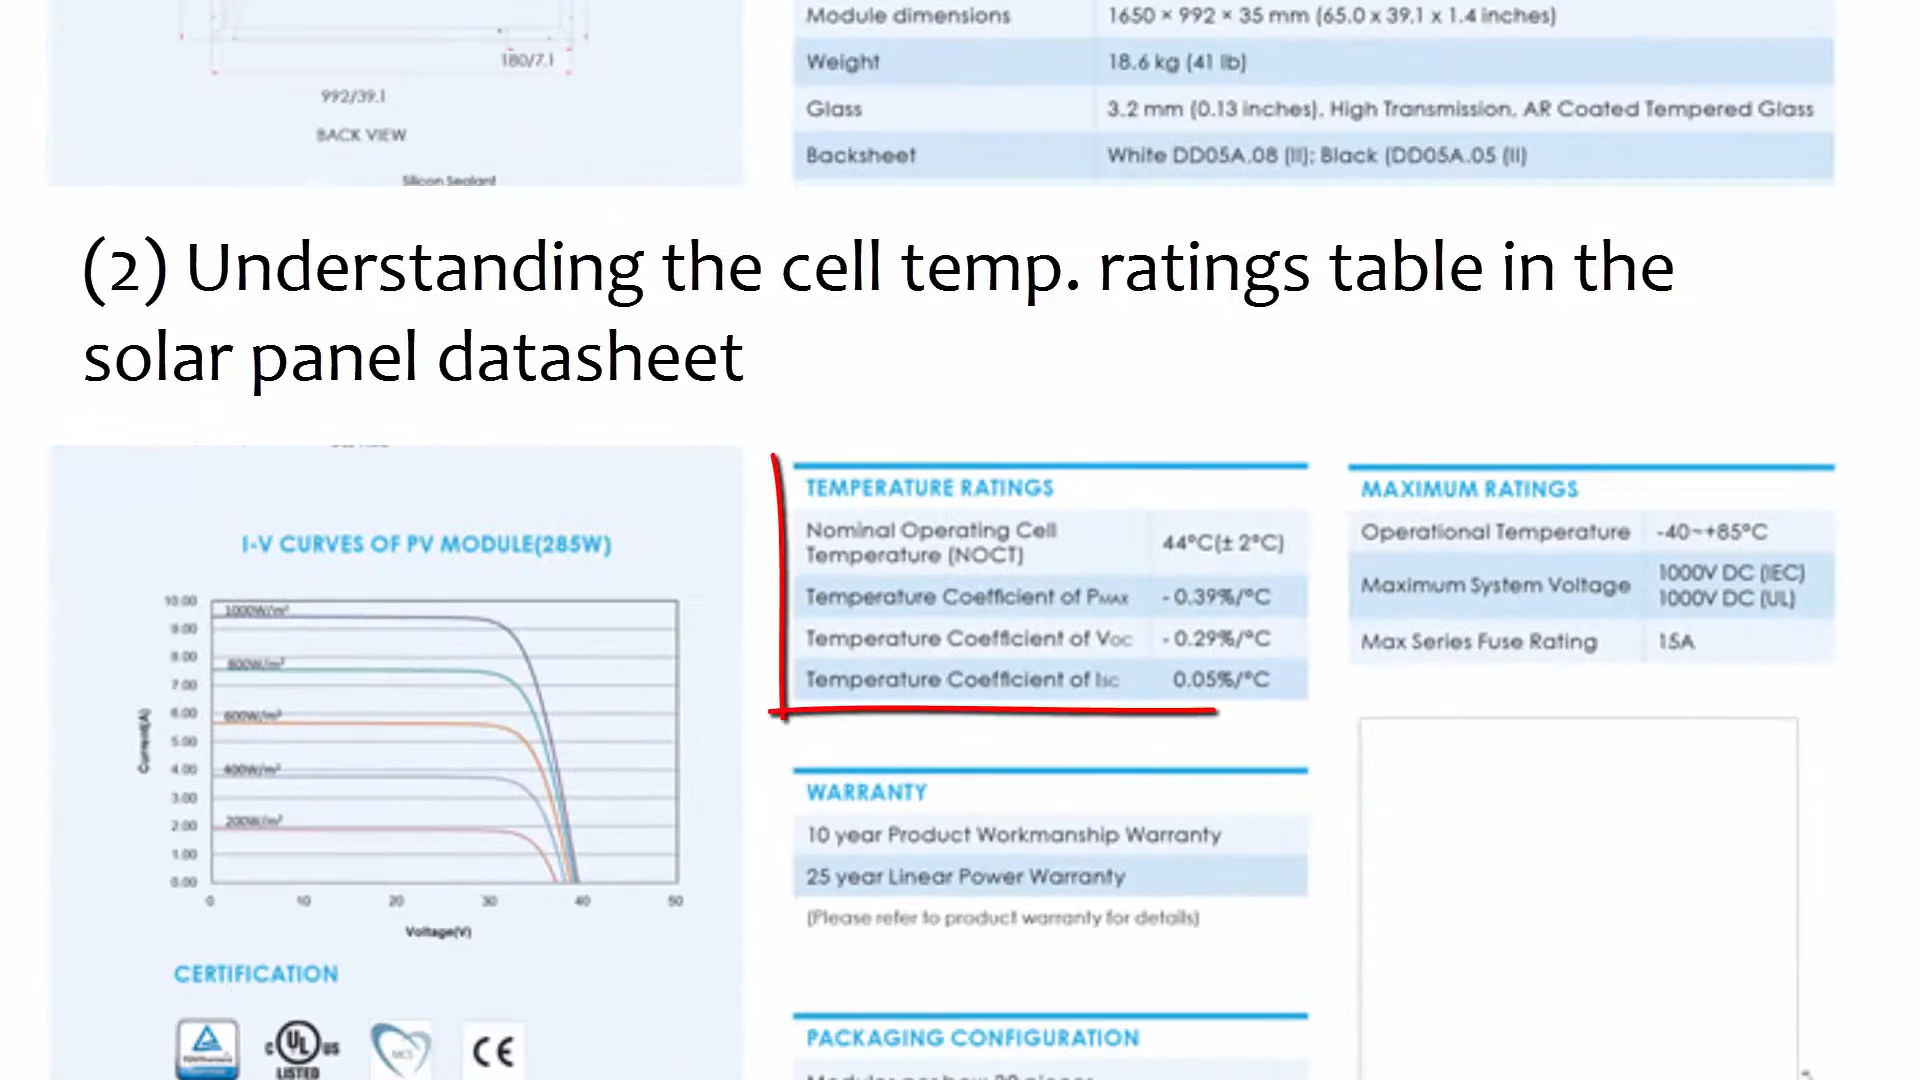 Module dimensions 1650 × 992 × 35 mm (65.0 x 39.1 x 1.4 inches)
180/7.1
Weight 18.6 kg (41 lb)
992/39.1
Glass 3.2 mm (0.13 inches), High Transmission, AR Coated Tempered Glass
BACK VIEW
Backsheet White DD05A.08 (II); Black (DD05A.05 (II)
Silicon Sealant
(2) Understanding the cell temp. ratings table in the
solar panel datasheet
I-V CURVES OF PV MODULE(285W)
10.00
1000W/m²
9.00
8.00
800W/m²
7.00
6.00
600W/m²
5.00
4.00
400W/m²
3.00
2.00
200W/m²
1.00
0.00
Current(A)
0 10 20 30 40 50
Voltage(V)
CERTIFICATION
C UL US
LISTED
MCS
CE
TEMPERATURE RATINGS
Nominal Operating Cell
Temperature (NOCT) 44°C(± 2°C)
Temperature Coefficient of PMAX - 0.39%/°C
Temperature Coefficient of VOC - 0.29%/°C
Temperature Coefficient of ISC 0.05%/°C
MAXIMUM RATINGS
Operational Temperature -40~+85°C
Maximum System Voltage 1000V DC (IEC)
1000V DC (UL)
Max Series Fuse Rating 15A
WARRANTY
10 year Product Workmanship Warranty
25 year Linear Power Warranty
(Please refer to product warranty for details)
PACKAGING CONFIGURATION